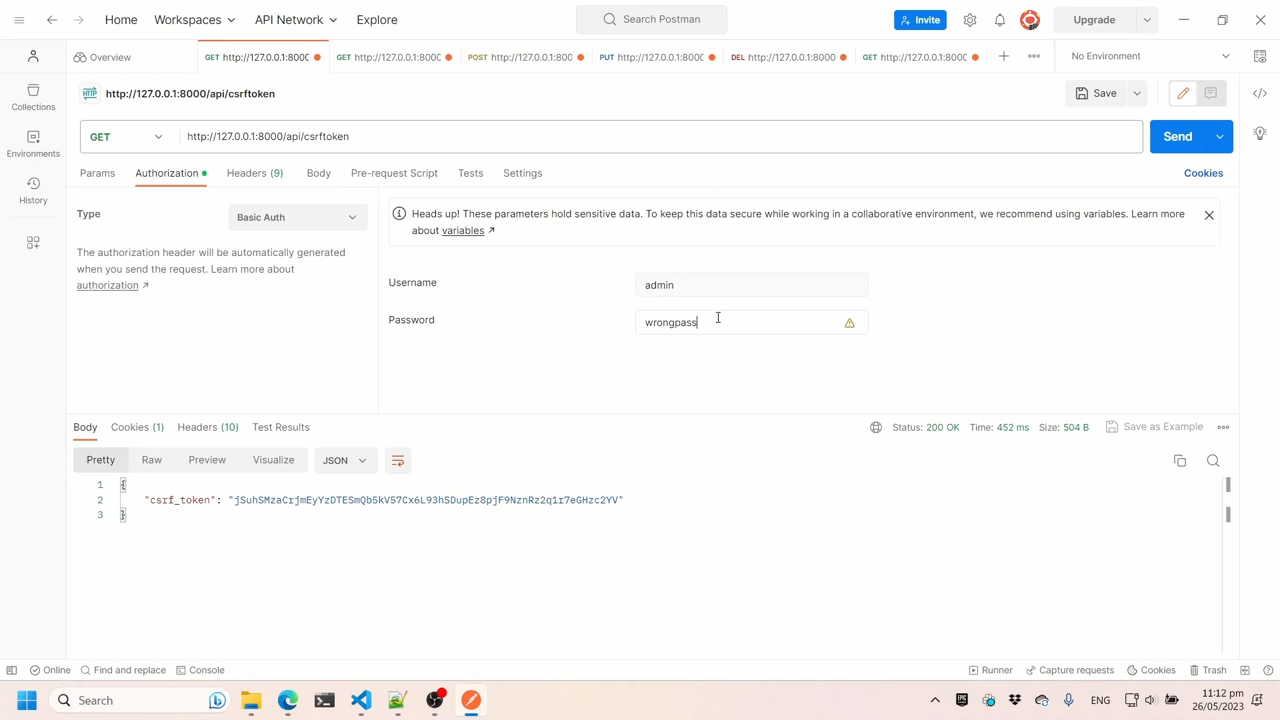 Home Workspaces API Network Explore Search Postman Invite Upgrade
Overview GET http://127.0.0.1:8000 GET http://127.0.0.1:8000 POST http://127.0.0.1:8000 PUT http://127.0.0.1:8000 DEL http://127.0.0.1:8000 GET http://127.0.0.1:8000 No Environment
HTTP http://127.0.0.1:8000/api/csrftoken Save
Collections
Environments
History
GET http://127.0.0.1:8000/api/csrftoken Send
Params Authorization Headers (9) Body Pre-request Script Tests Settings Cookies
Type Basic Auth
The authorization header will be automatically generated
when you send the request. Learn more about
authorization ↗
Heads up! These parameters hold sensitive data. To keep this data secure while working in a collaborative environment, we recommend using variables. Learn more
about variables ↗
Username admin
Password wrongpass
Body Cookies (1) Headers (10) Test Results Status: 200 OK Time: 452 ms Size: 504 B Save as Example
Pretty Raw Preview Visualize JSON
1 {
2 "csrf_token": "jSuhSMzaCrjmEyYzDTESmQb5kV57Cx6L93hSDupEz8pjF9NznRz2q1r7eGHzc2YV"
3 }
Online Find and replace Console Runner Capture requests Cookies Trash
Search ENG 11:12 pm
26/05/2023